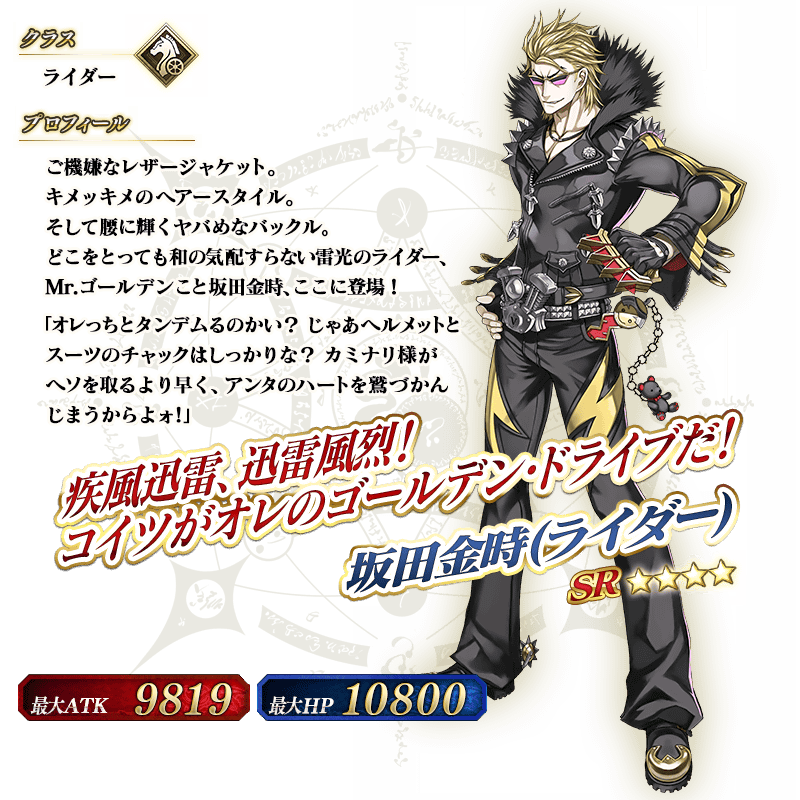 クラス
ライダー
プロフィール
ご機嫌なレザージャケット。
キメッキメのヘアースタイル。
そして腰に輝くヤバめなバックル。
どこをとっても和の気配すらない雷光のライダー、
Mr.ゴールデンこと坂田金時、ここに登場！
「オレっちとタンデムるのかい？ じゃあヘルメットと
スーツのチャックはしっかりな？ カミナリ様が
ヘソを取るより早く、アンタのハートを鷲づかん
じまうからよォ！」
疾風迅雷、迅雷風烈！
コイツがオレのゴールデン・ドライブだ！
坂田金時(ライダー)
SR
最大ATK 9819
最大HP 10800